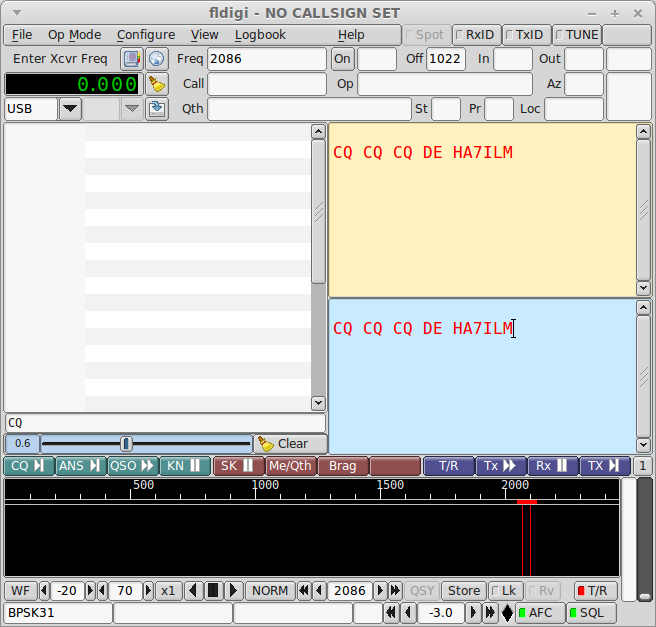 fldigi - NO CALLSIGN SET
File Op Mode Configure View Logbook Help Spot RxID TxID TUNE
Enter Xcvr Freq Freq 2086 On Off 1022 In Out
0.000 Call Op Az
USB Qth St Pr Loc
CQ CQ CQ DE HA7ILM
CQ CQ CQ DE HA7ILM
CQ
0.6 Clear
CQ ANS QSO KN SK Me/Qth Brag T/R Tx Rx TX 1
500 1000 1500 2000
WF -20 70 x1 NORM 2086 QSY Store Lk Rv T/R
BPSK31 -3.0 AFC SQL